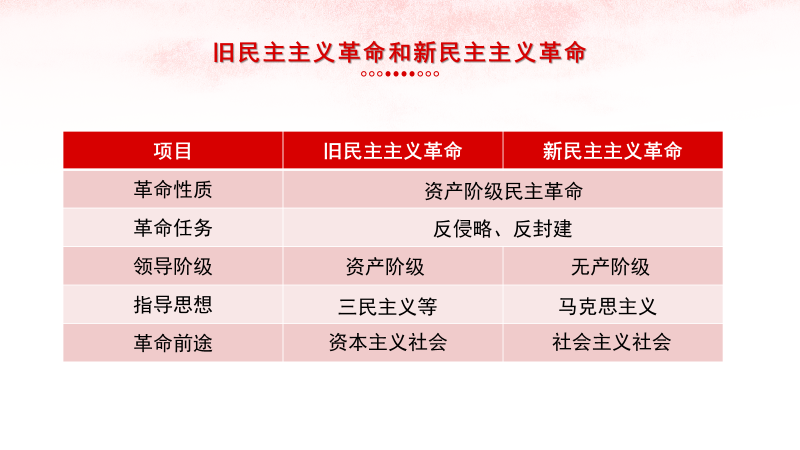 旧民主主义革命和新民主主义革命
项目 旧民主主义革命 新民主主义革命
革命性质 资产阶级民主革命
革命任务 反侵略、反封建
领导阶级 资产阶级 无产阶级
指导思想 三民主义等 马克思主义
革命前途 资本主义社会 社会主义社会